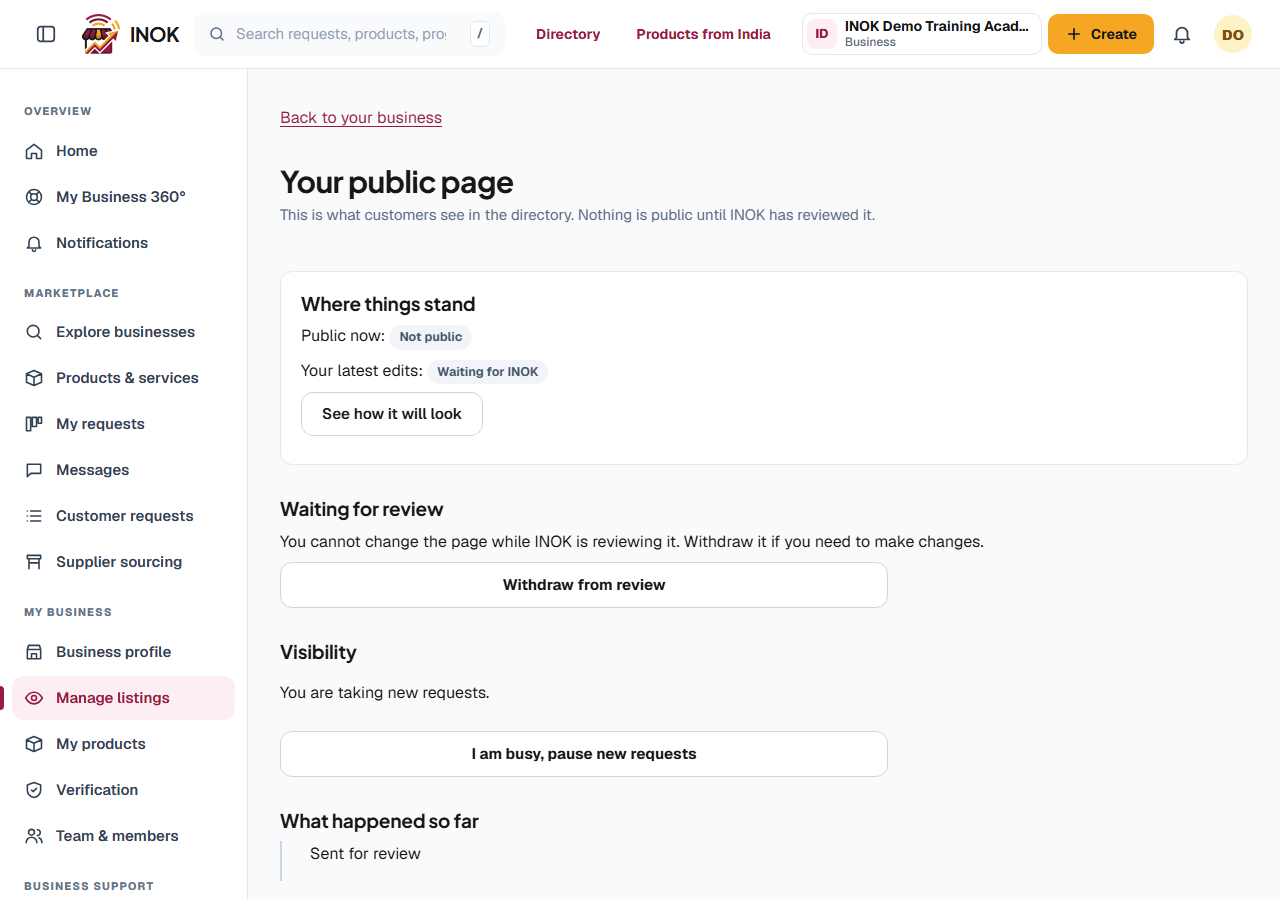 INOK
Search requests, products, pro
/
Directory
Products from India
ID
INOK Demo Training Acad...
Business
Create
DO
OVERVIEW
Home
My Business 360°
Notifications
MARKETPLACE
Explore businesses
Products & services
My requests
Messages
Customer requests
Supplier sourcing
MY BUSINESS
Business profile
Manage listings
My products
Verification
Team & members
BUSINESS SUPPORT
Back to your business
Your public page
This is what customers see in the directory. Nothing is public until INOK has reviewed it.
Where things stand
Public now: Not public
Your latest edits: Waiting for INOK
See how it will look
Waiting for review
You cannot change the page while INOK is reviewing it. Withdraw it if you need to make changes.
Withdraw from review
Visibility
You are taking new requests.
I am busy, pause new requests
What happened so far
Sent for review